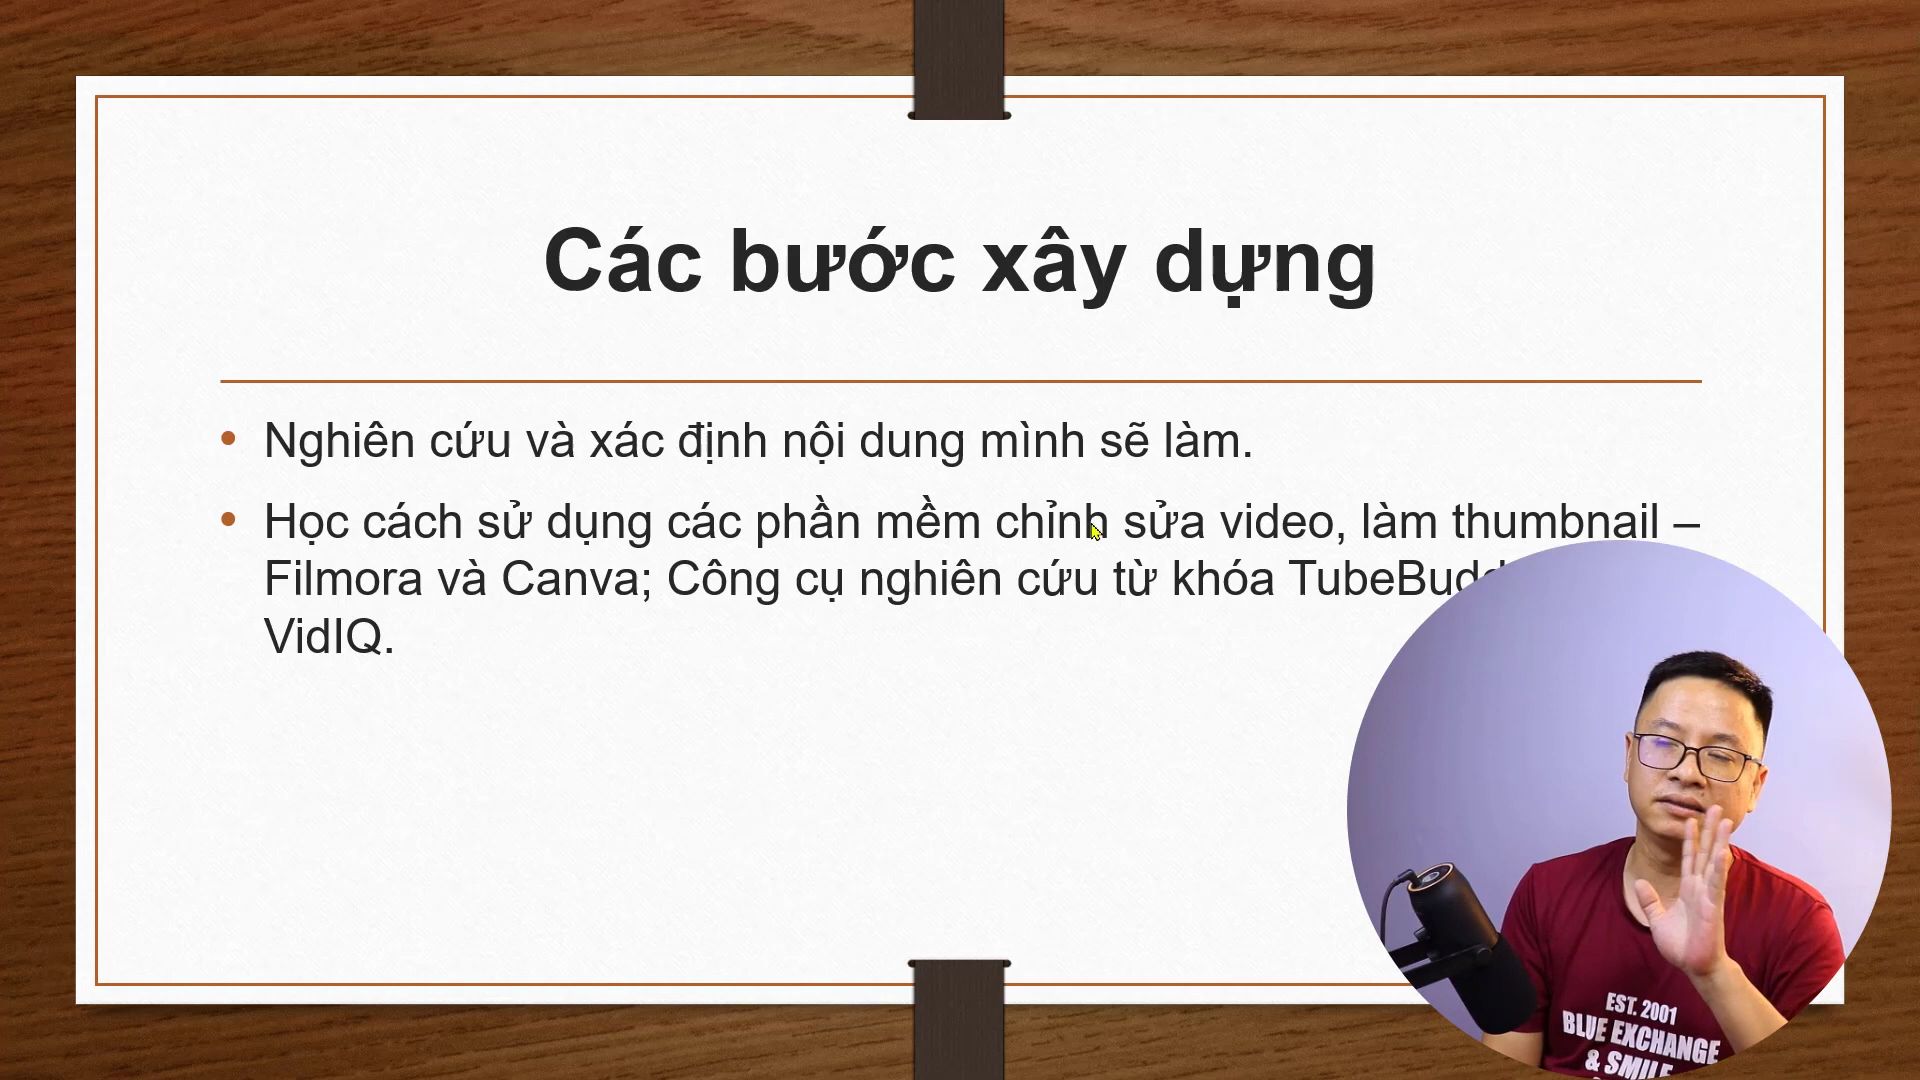 Các bước xây dựng
• Nghiên cứu và xác định nội dung mình sẽ làm.
• Học cách sử dụng các phần mềm chỉnh sửa video, làm thumbnail –
Filmora và Canva; Công cụ nghiên cứu từ khóa
VidIQ.
EST. 2001
BLUE EXCHANGE
& SMILE